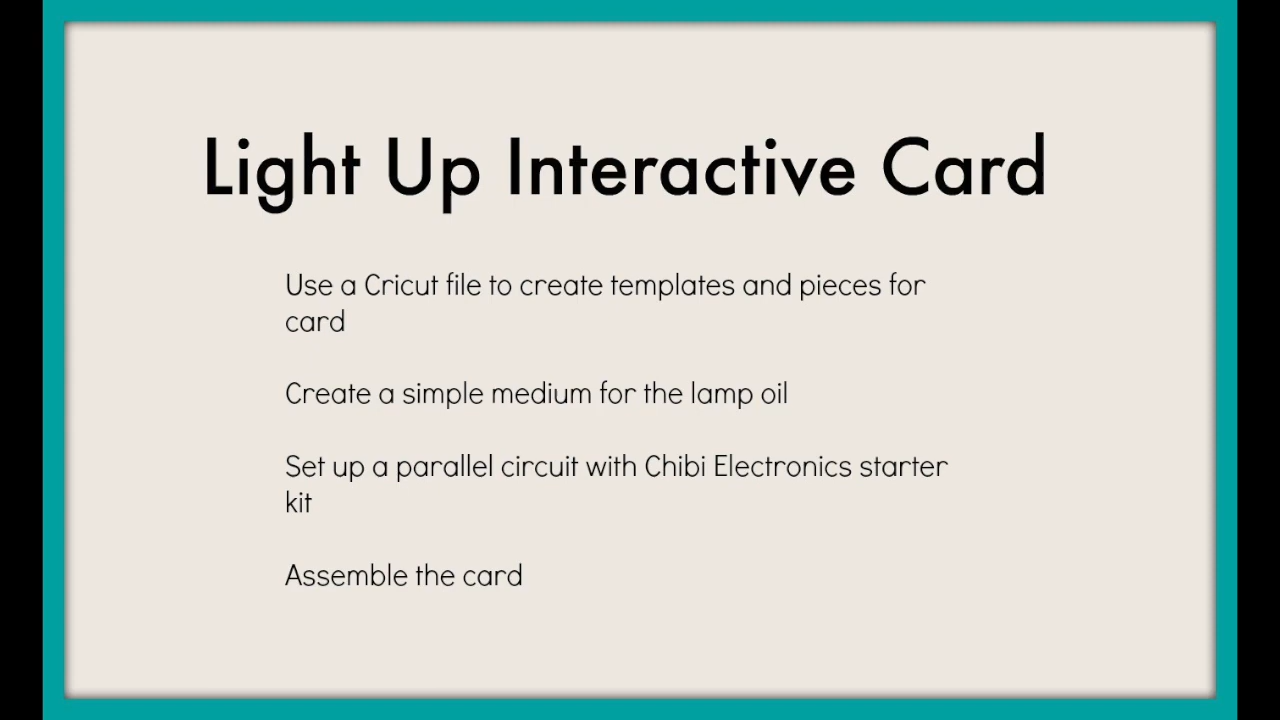 Light Up Interactive Card
Use a Cricut file to create templates and pieces for
card
Create a simple medium for the lamp oil
Set up a parallel circuit with Chibi Electronics starter
kit
Assemble the card